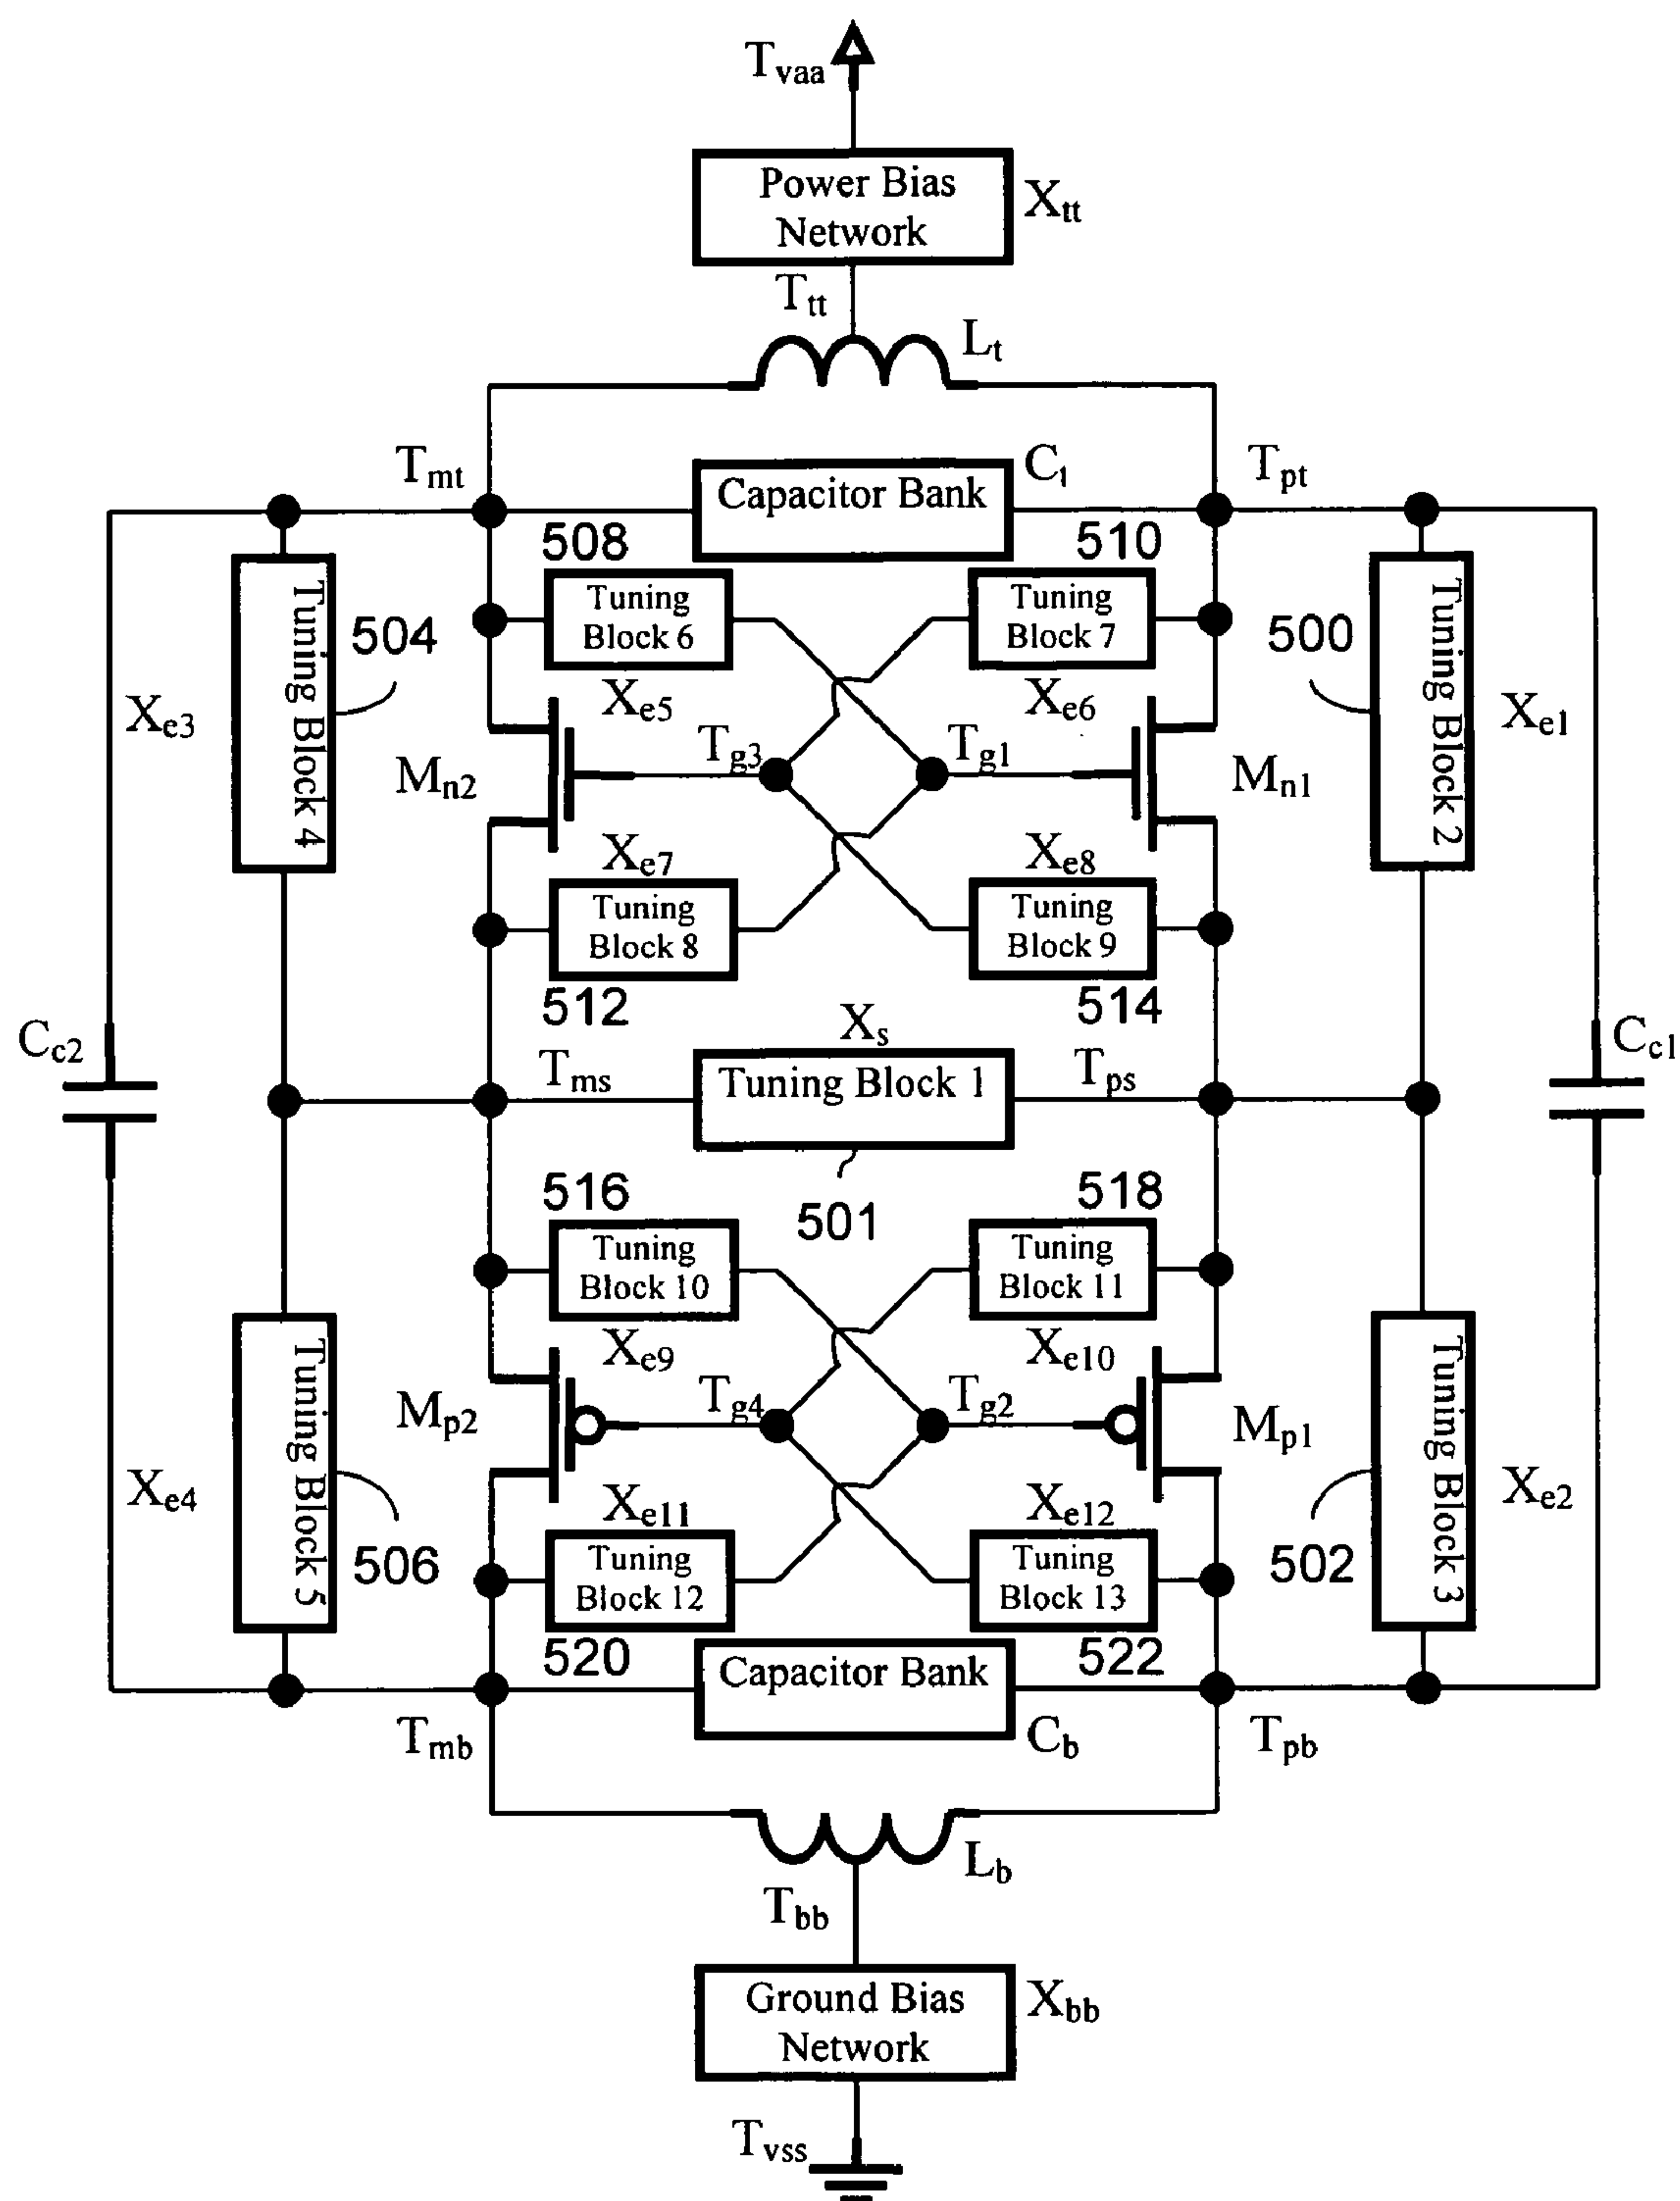 Tvaa
Power Bias
Network
Xtt
Ttt
Lt
Tmt
Capacitor Bank
C1
Tpt
508
510
Tuning
Block 6
Tuning
Block 7
Tuning Block 4
504
500
Tuning Block 2
Xe3
Xe5
Xe6
Xe1
Mn2
Tg3
Tg1
Mn1
Xe7
Xe8
Tuning
Block 8
Tuning
Block 9
512
514
Cc2
Xs
Cc1
Tms
Tuning Block 1
Tps
501
516
518
Tuning
Block 10
Tuning
Block 11
Tuning Block 5
Tuning Block 3
Xe9
Xe10
Mp2
Tg4
Tg2
Mp1
Xe4
Xe11
Xe12
Xe2
506
Tuning
Block 12
Tuning
Block 13
502
520
522
Capacitor Bank
Tmb
Cb
Tpb
Lb
Tbb
Ground Bias
Network
Xbb
Tvss